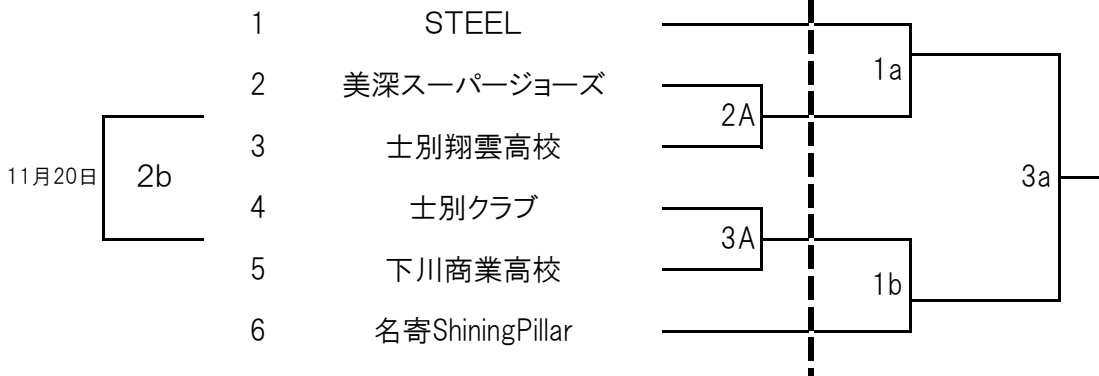 1 STEEL
1a
2 美深スーパージョーズ
2A
3 士別翔雲高校
11月20日 2b
3a
4 士別クラブ
3A
5 下川商業高校
1b
6 名寄ShiningPillar